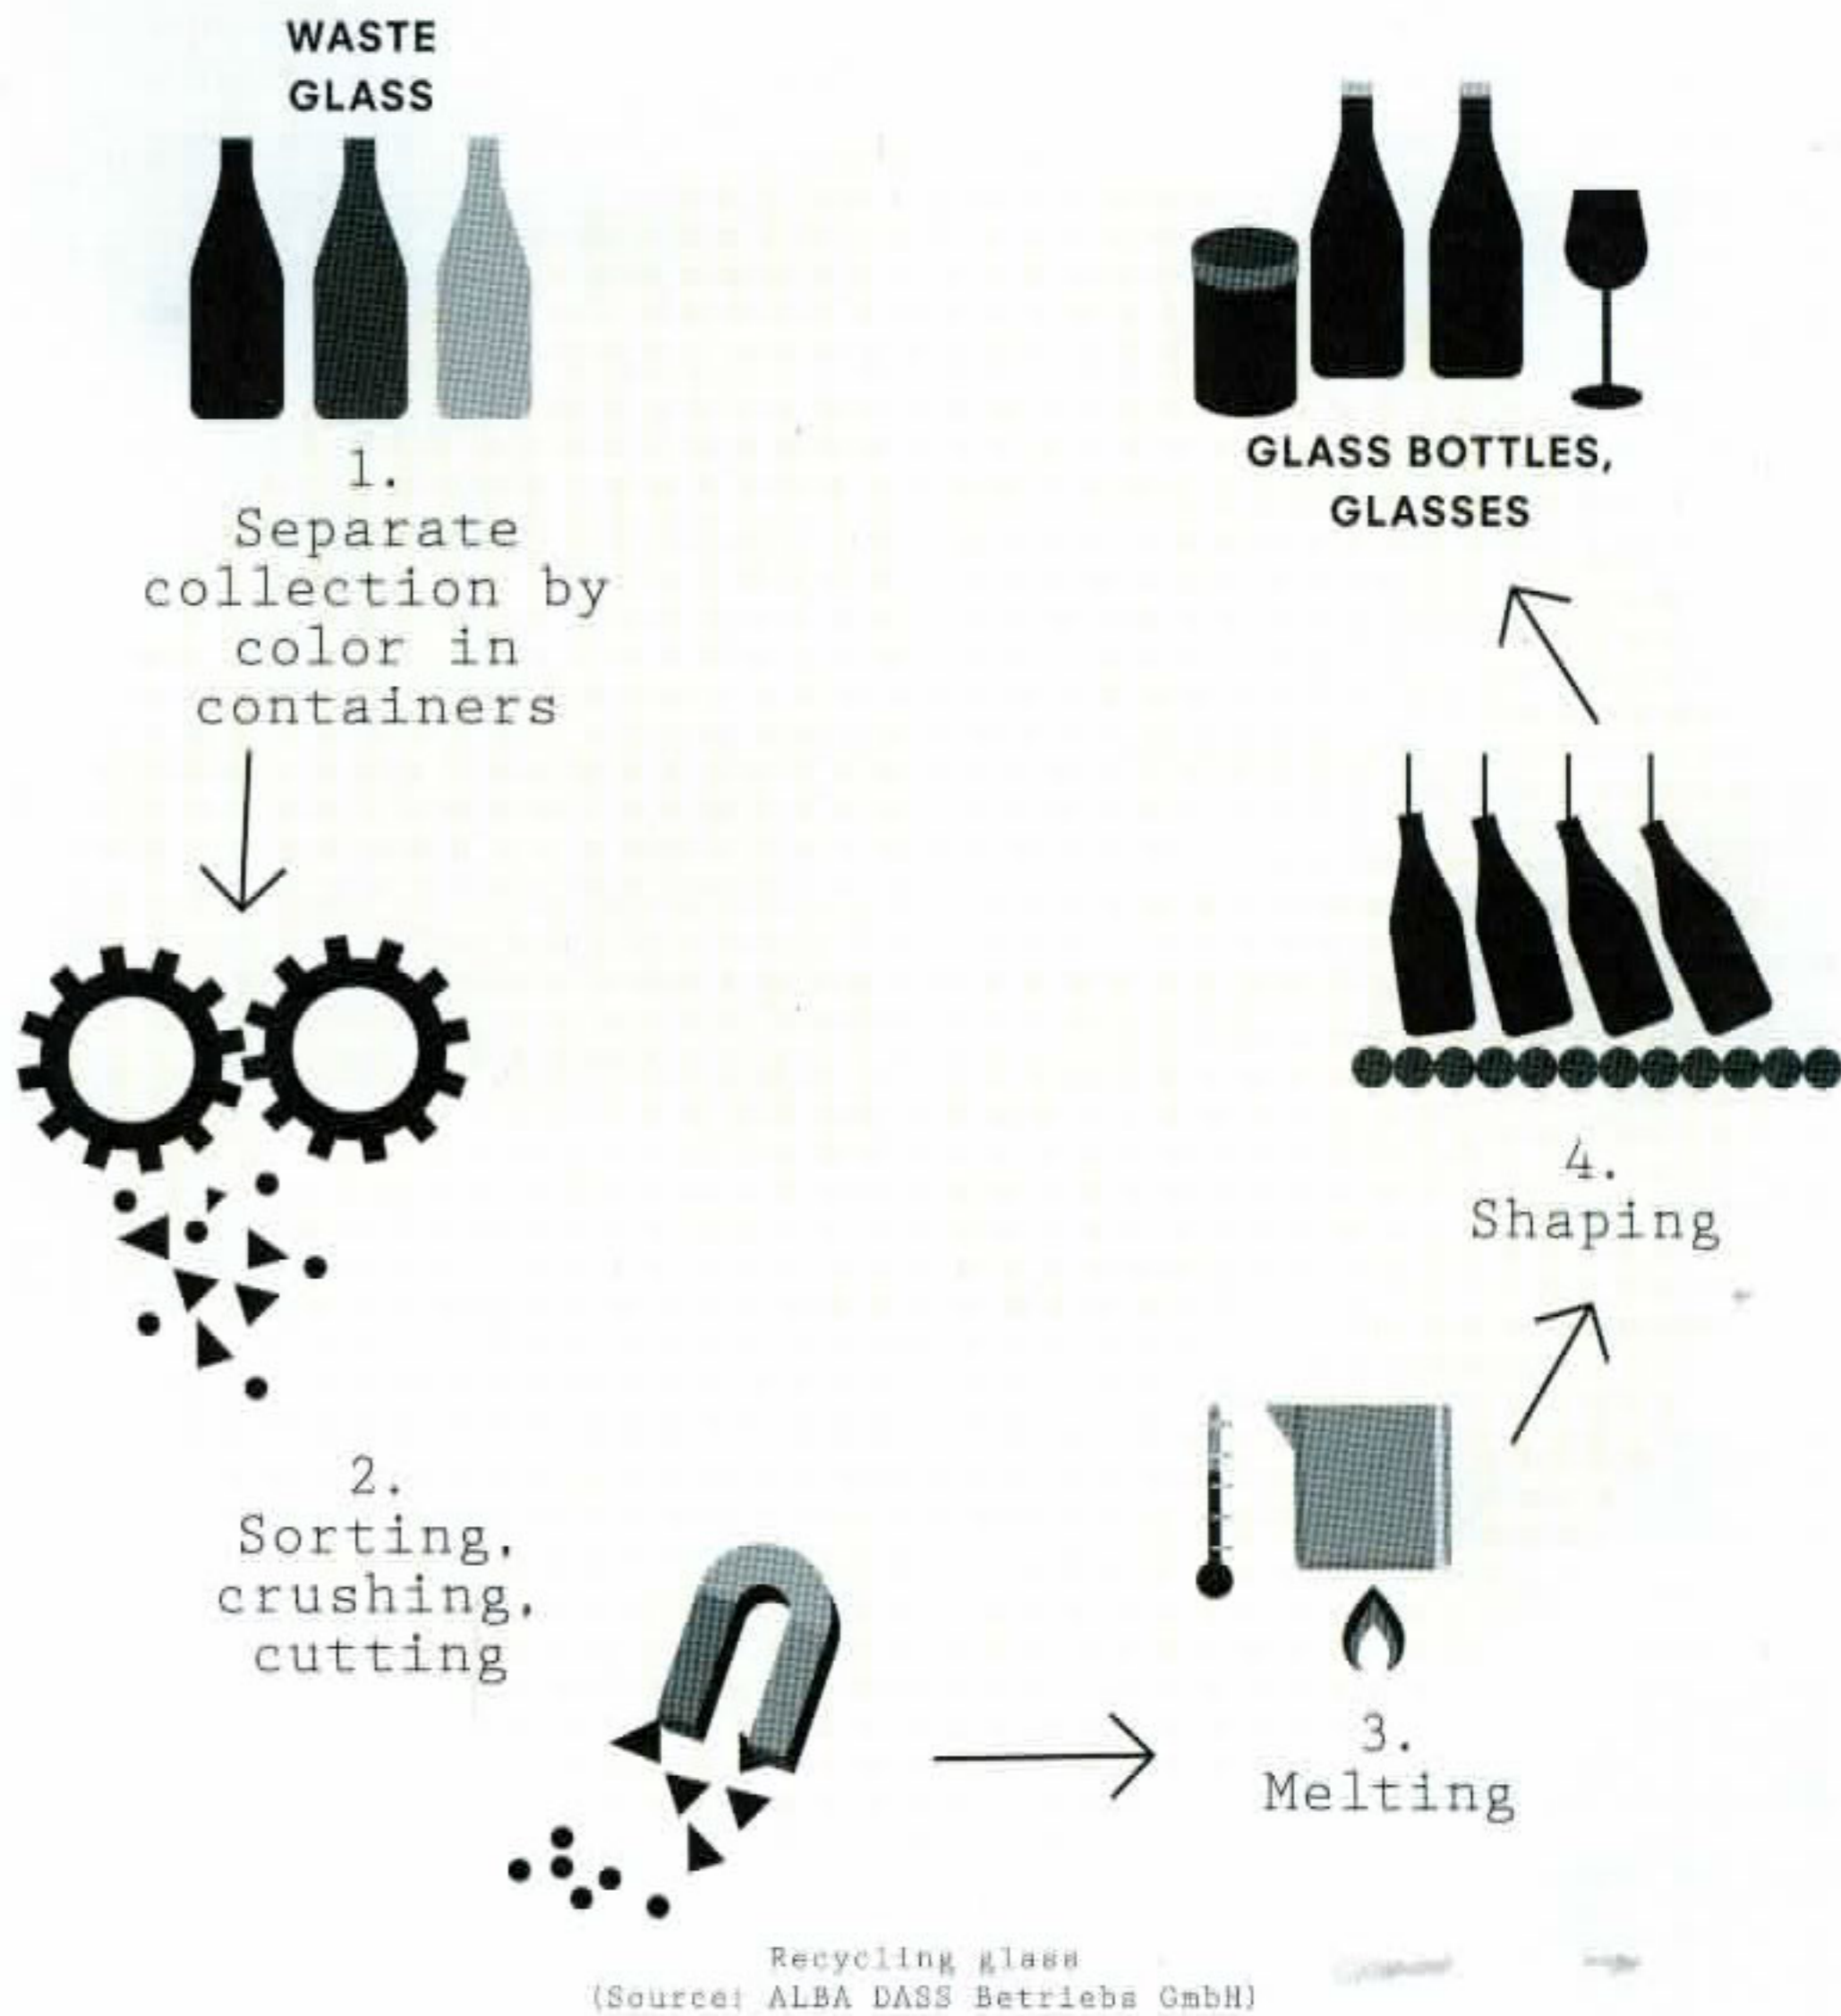 WASTE
GLASS
1.
Separate
collection by
color in
containers
2.
Sorting,
crushing,
cutting
3.
Melting
4.
Shaping
GLASS BOTTLES,
GLASSES
Recycling glass
(Source: ALBA DASS Betriebs GmbH)